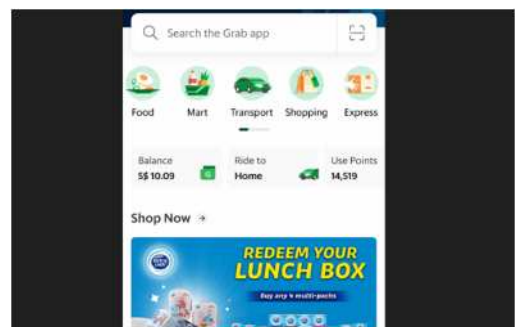 Search the Grab app
Food Mart Transport Shopping Express
Balance Ride to Use Points
S$ 10.09 Home 14,519
Shop Now →
REDEEM YOUR
LUNCH BOX
Buy any 4 multi-packs